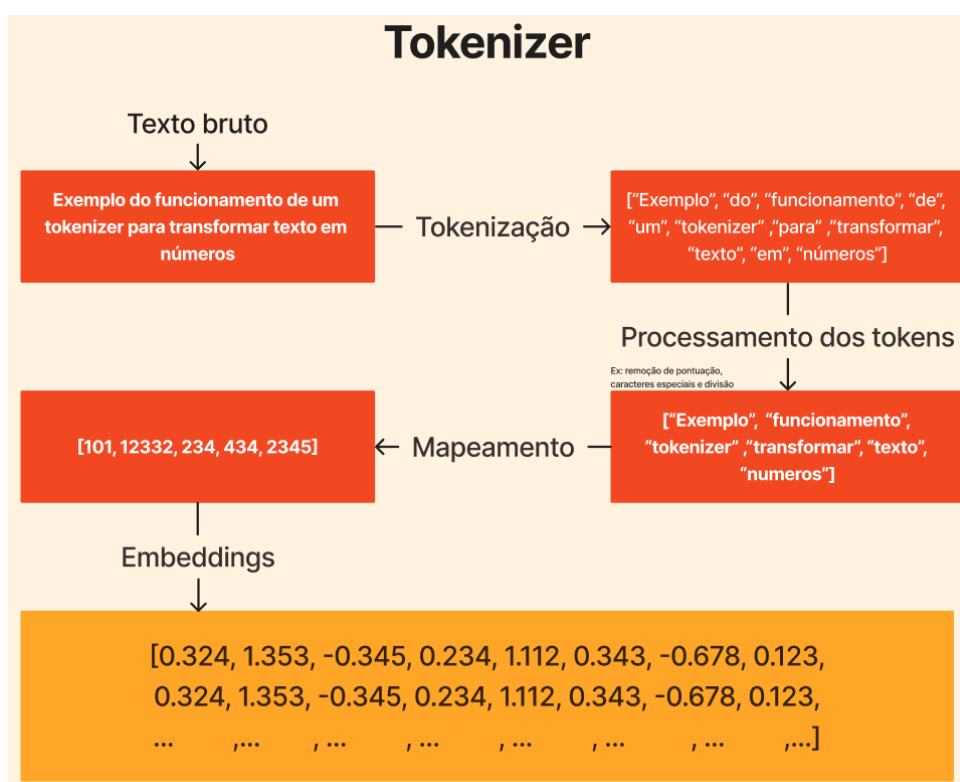 Tokenizer
Texto bruto
Exemplo do funcionamento de um
tokenizer para transformar texto em
números
Tokenização
[“Exemplo”, “do”, “funcionamento”, “de”,
“um”, “tokenizer” ,”para” ,”transformar”,
“texto”, “em”, “números”]
Processamento dos tokens
Ex: remoção de pontuação,
caracteres especiais e divisão
[“Exemplo”, “funcionamento”,
“tokenizer” ,”transformar”, “texto”,
“numeros”]
Mapeamento
[101, 12332, 234, 434, 2345]
Embeddings
[0.324, 1.353, -0.345, 0.234, 1.112, 0.343, -0.678, 0.123,
0.324, 1.353, -0.345, 0.234, 1.112, 0.343, -0.678, 0.123,
... ,... , ... , ... , ... , ... , ... ,...]